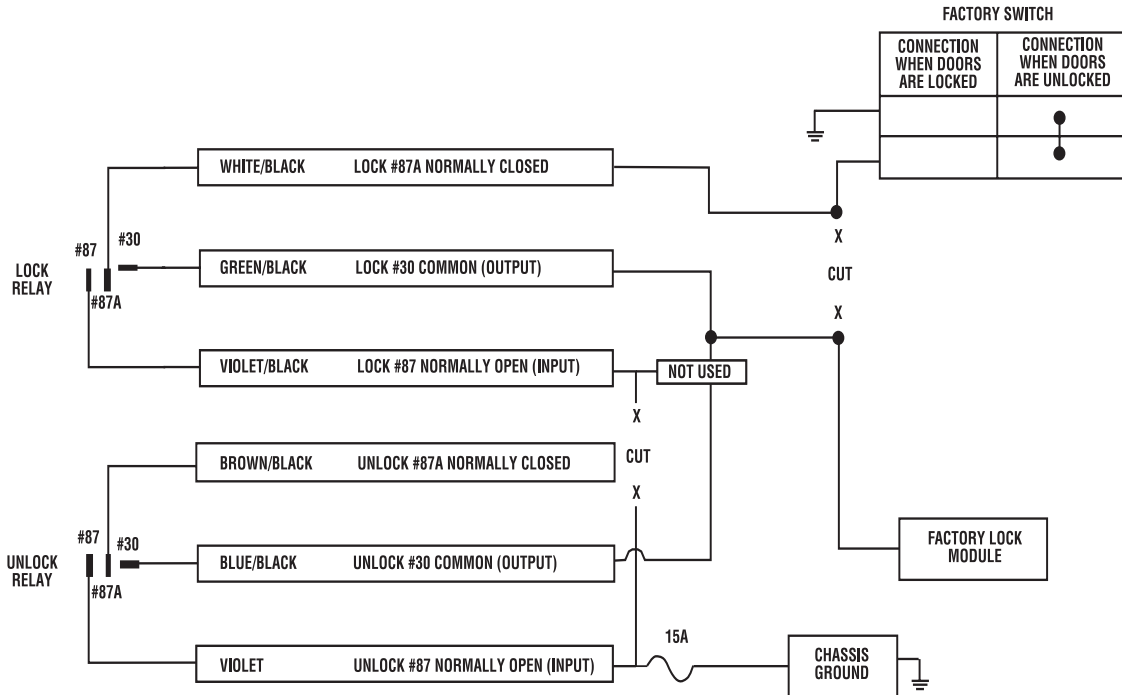 FACTORY SWITCH
CONNECTION
WHEN DOORS
ARE LOCKED
CONNECTION
WHEN DOORS
ARE UNLOCKED
WHITE/BLACK LOCK #87A NORMALLY CLOSED
#87
#30
LOCK
RELAY
#87A
GREEN/BLACK LOCK #30 COMMON (OUTPUT)
X
CUT
X
VIOLET/BLACK LOCK #87 NORMALLY OPEN (INPUT)
NOT USED
X
CUT
X
BROWN/BLACK UNLOCK #87A NORMALLY CLOSED
#87
#30
UNLOCK
RELAY
#87A
BLUE/BLACK UNLOCK #30 COMMON (OUTPUT)
FACTORY LOCK
MODULE
VIOLET UNLOCK #87 NORMALLY OPEN (INPUT)
15A
CHASSIS
GROUND